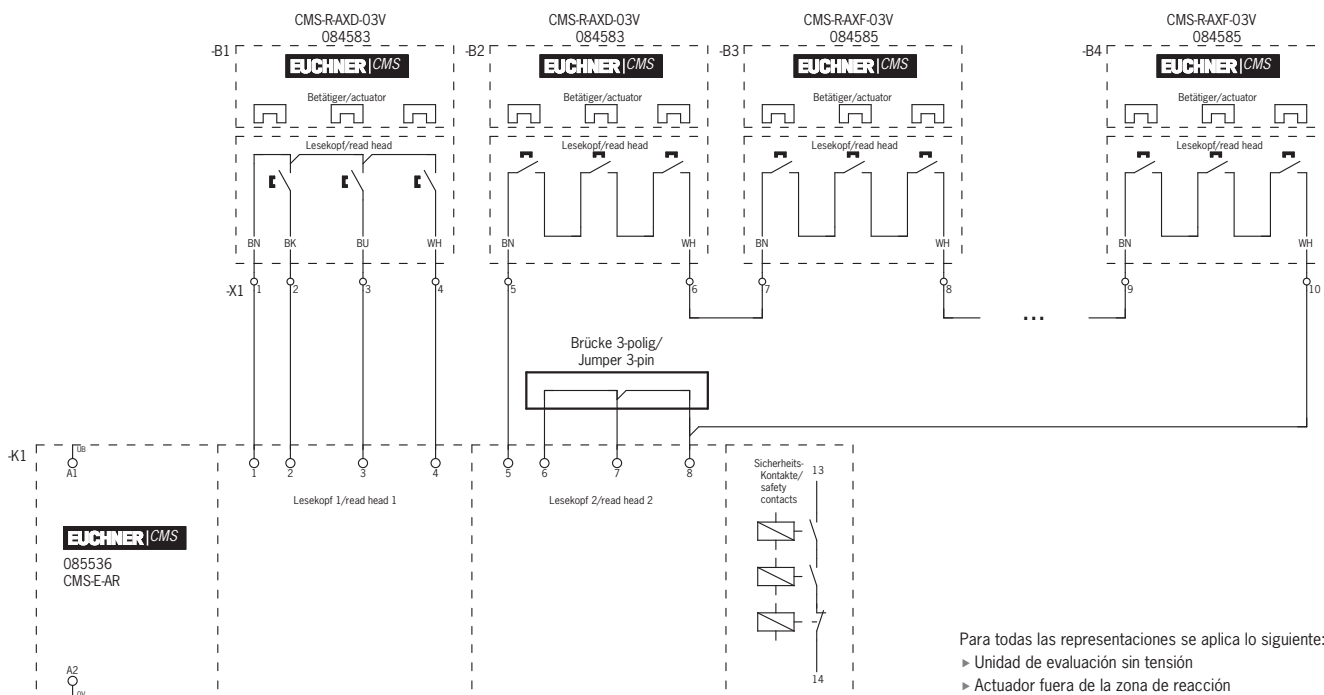 CMS-R-AXD-03V
084583
CMS-R-AXD-03V
084583
CMS-R-AXF-03V
084585
CMS-R-AXF-03V
084585
-B1
-B2
-B3
-B4
EUCHNER|CMS
EUCHNER|CMS
EUCHNER|CMS
EUCHNER|CMS
Betätiger/actuator
Betätiger/actuator
Betätiger/actuator
Betätiger/actuator
Lesekopf/read head
Lesekopf/read head
Lesekopf/read head
Lesekopf/read head
BN BK BU WH
BN WH
BN WH
BN WH
-X1 1 2 3 4 5 6 7 8 9 10
...
Brücke 3-polig/
Jumper 3-pin
-K1
UB
A1
1 2 3 4 5 6 7 8
Lesekopf 1/read head 1
Lesekopf 2/read head 2
Sicherheits-
Kontakte/
safety
contacts
13
EUCHNER|CMS
085536
CMS-E-AR
A2
0V
14
Para todas las representaciones se aplica lo siguiente:
▶ Unidad de evaluación sin tensión
▶ Actuador fuera de la zona de reacción